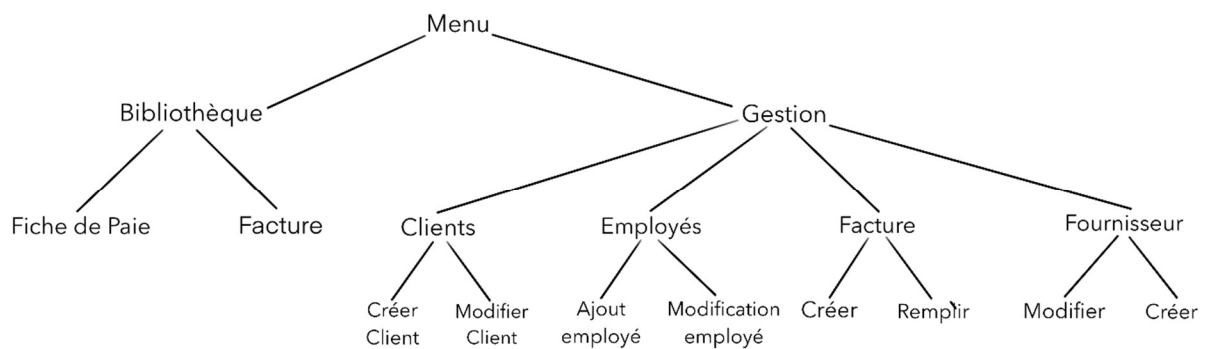 Menu
Bibliothèque
Gestion
Fiche de Paie
Facture
Clients
Employés
Facture
Fournisseur
Créer
Client
Modifier
Client
Ajout
employé
Modification
employé
Créer
Remplir
Modifier
Créer